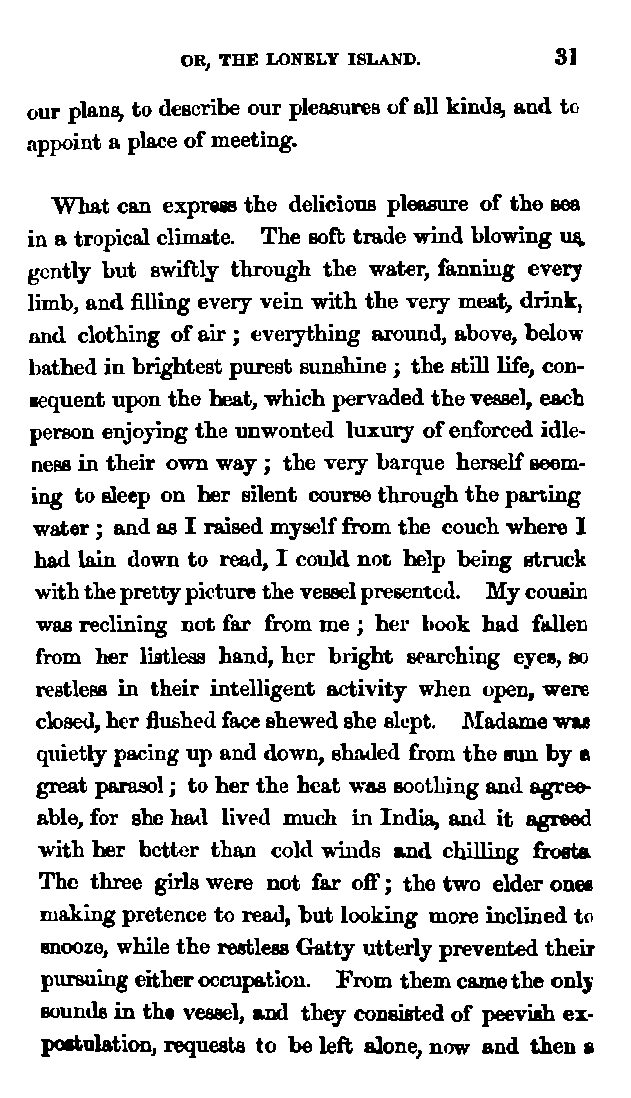 OR, THE LONELY ISLAND. 31
our plans, to describe our pleasures of all kinds, and to
appoint a place of meeting.
What can express the delicious pleasure of the sea
in a tropical climate. The soft trade wind blowing us,
gently but swiftly through the water, fanning every
limb, and filling every vein with the very meat, drink,
and clothing of air ; everything around, above, below
bathed in brightest purest sunshine ; the still life, con-
sequent upon the heat, which pervaded the vessel, each
person enjoying the unwonted luxury of enforced idle-
ness in their own way ; the very barque herself seem-
ing to sleep on her silent course through the parting
water ; and as I raised myself from the couch where I
had lain down to read, I could not help being struck
with the pretty picture the vessel presented. My cousin
was reclining not far from me ; her book had fallen
from her listless hand, her bright searching eyes, so
restless in their intelligent activity when open, were
closed, her flushed face shewed she slept. Madame was
quietly pacing up and down, shaded from the sun by a
great parasol ; to her the heat was soothing and agree-
able, for she had lived much in India, and it agreed
with her better than cold winds and chilling frosts.
The three girls were not far off ; the two elder ones
making pretence to read, but looking more inclined to
snooze, while the restless Gatty utterly prevented their
pursuing either occupation. From them came the only
sounds in the vessel, and they consisted of peevish ex-
postulation, requests to be left alone, now and then a